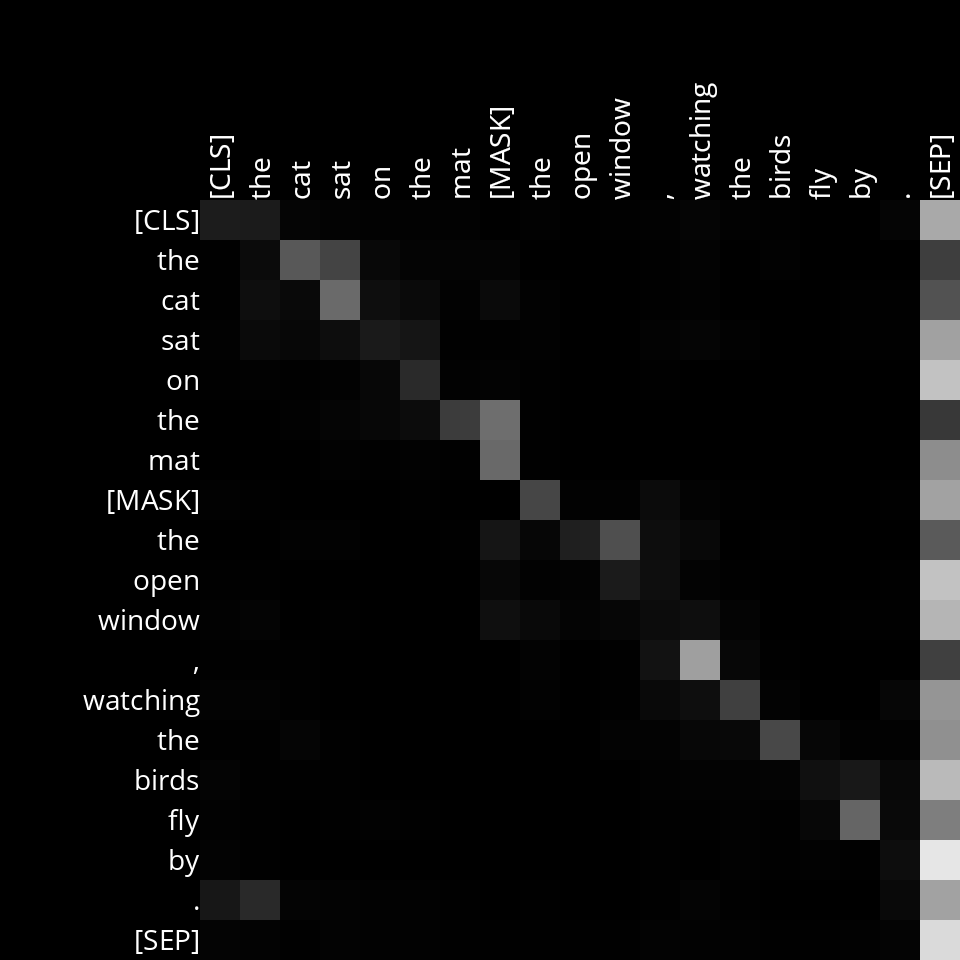 [CLS] the cat sat on the mat [MASK] the open window , watching the birds fly by . [SEP]
[CLS]
the
cat
sat
on
the
mat
[MASK]
the
open
window
,
watching
the
birds
fly
by
.
[SEP]